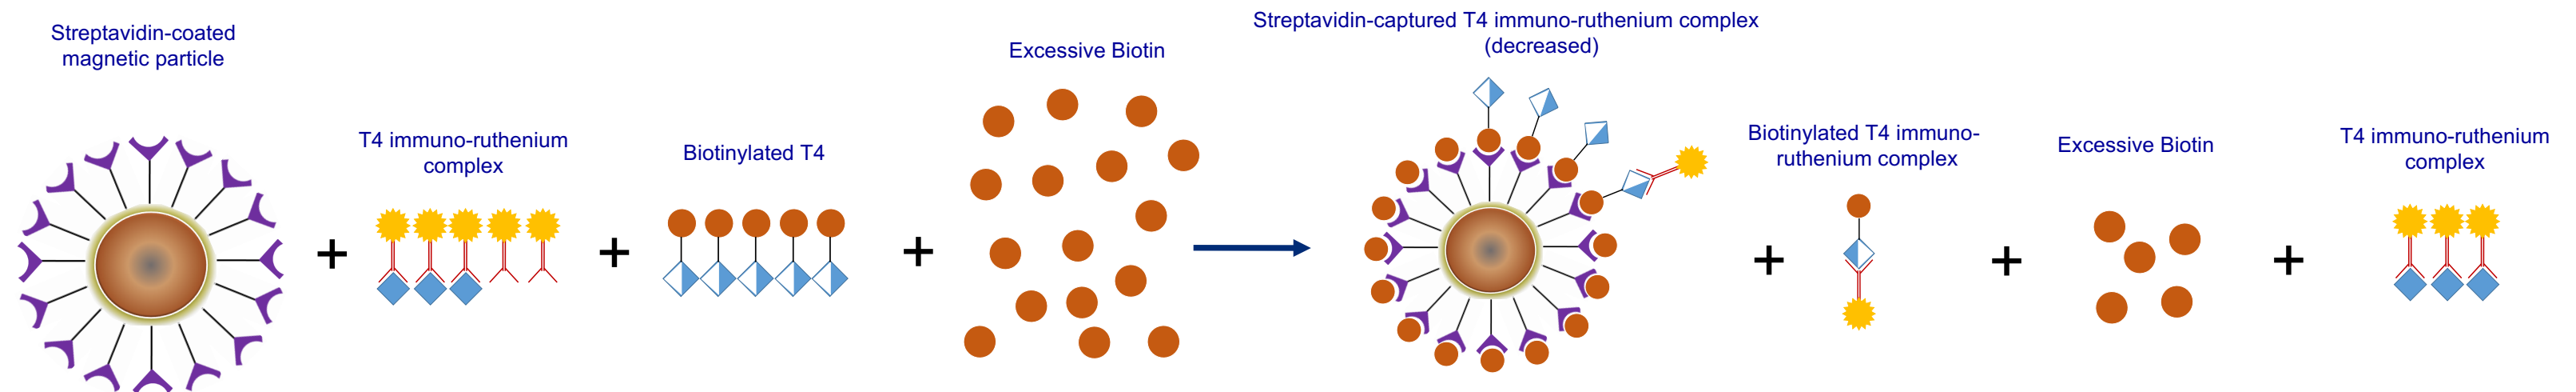 Streptavidin-coated
magnetic particle
+
T4 immuno-ruthenium
complex
+
Biotinylated T4
+
Excessive Biotin
Streptavidin-captured T4 immuno-ruthenium complex
(decreased)
+
Biotinylated T4 immuno-
ruthenium complex
+
Excessive Biotin
+
T4 immuno-ruthenium
complex